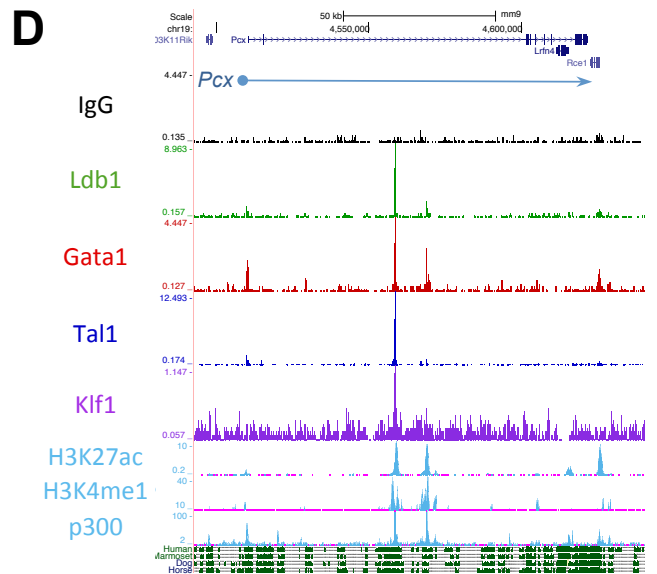 D
Scale 50 kb mm9
chr19: 4,550,000 4,600,000
D3K11Rik Pcx
Lrfn4
Rce1
4.447 - Pcx
IgG
0.135
8.963 -
Ldb1
0.157
4.447 -
Gata1
0.127
12.493 -
Tal1
0.174
1.147 -
Klf1
0.057
10
H3K27ac
0.2
40
H3K4me1
10
100
p300
2
Human
Marmoset
Dog
Horse